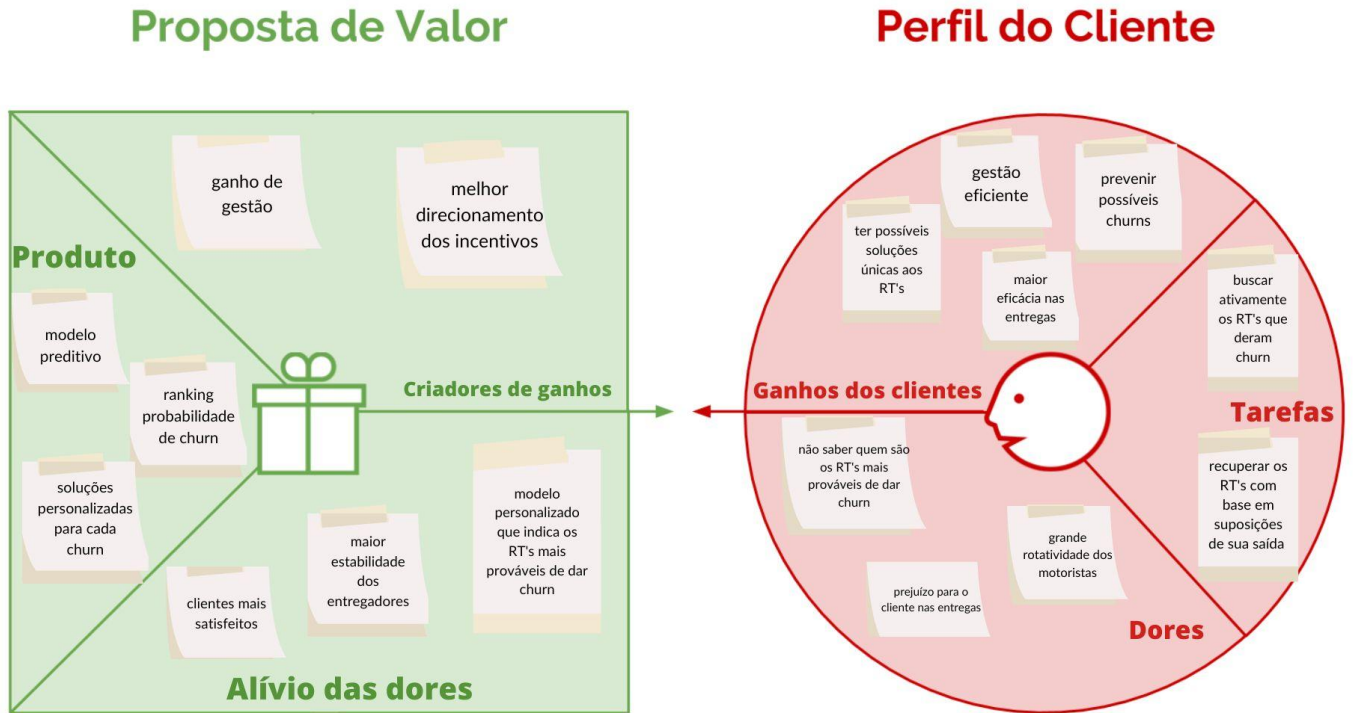 Proposta de Valor
Perfil do Cliente
ganho de
gestão
melhor
direcionamento
dos incentivos
Produto
modelo
preditivo
ranking
probabilidade
de churn
soluções
personalizadas
para cada
churn
Criadores de ganhos
clientes mais
satisfeitos
maior
estabilidade
dos
entregadores
modelo
personalizado
que indica os
RT's mais
prováveis de dar
churn
Alívio das dores
gestão
eficiente
prevenir
possíveis
churns
ter possíveis
soluções
únicas aos
RT's
maior
eficácia nas
entregas
Ganhos dos clientes
buscar
ativamente
os RT's que
deram
churn
Tarefas
recuperar os
RT's com
base em
suposições
de sua saída
não saber quem são
os RT's mais
prováveis de dar
churn
grande
rotatividade dos
motoristas
prejuízo para o
cliente nas entregas
Dores